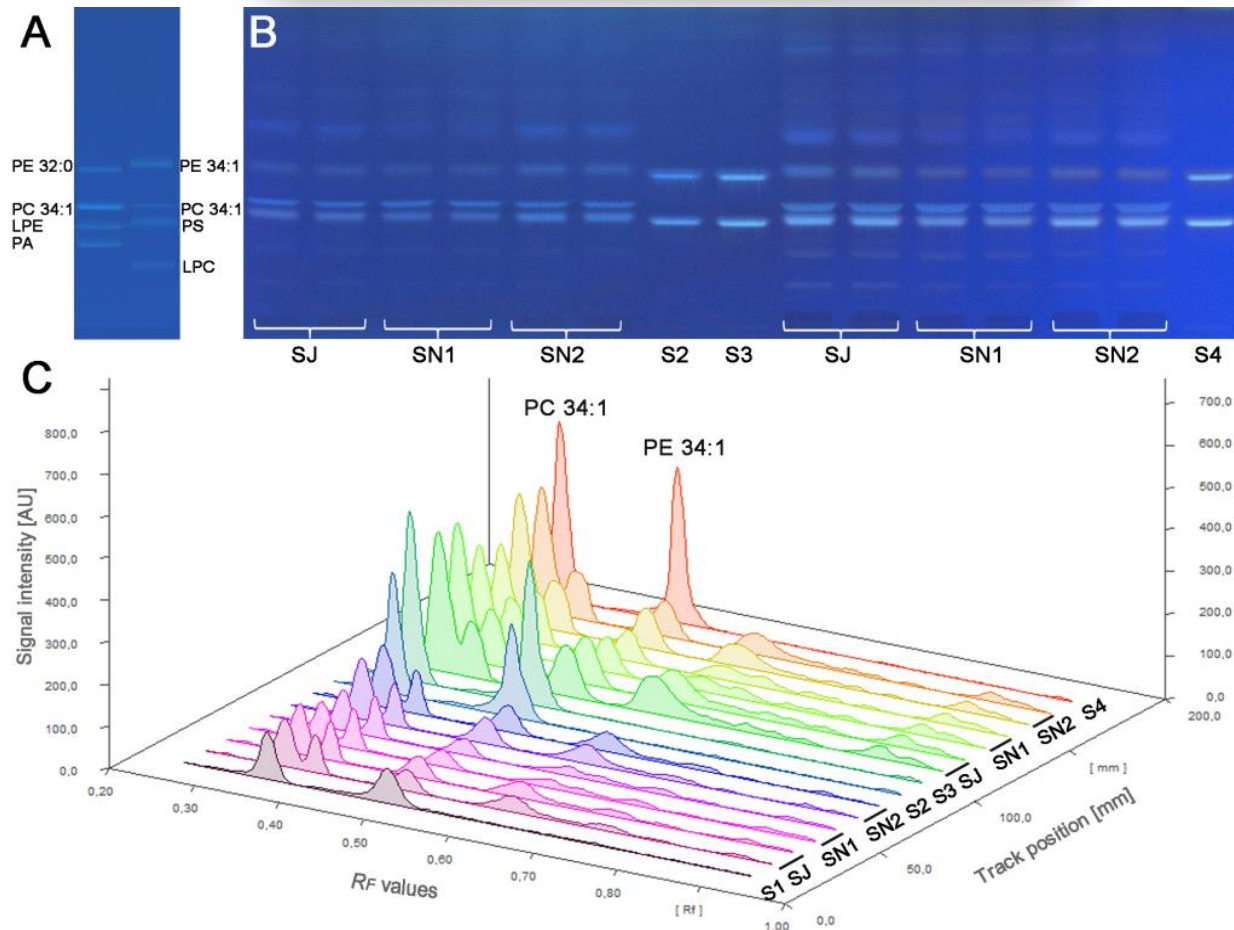 A
B
PE 32:0
PE 34:1
PC 34:1
PC 34:1
LPE
PS
PA
LPC
SJ SN1 SN2 S2 S3 SJ SN1 SN2 S4
C
PC 34:1
PE 34:1
Signal intensity [AU]
800,0
700,0
600,0
500,0
400,0
300,0
200,0
100,0
0,0
700,0
600,0
500,0
400,0
300,0
200,0
100,0
0,0
0,20
0,30
0,40
0,50
0,60
0,70
0,80
[ Rf ]
1.00
RF values
0,0
50,0
100,0
[ mm ]
200,0
Track position [mm]
S1 SJ SN1 SN2 S2 S3 SJ SN1 SN2 S4